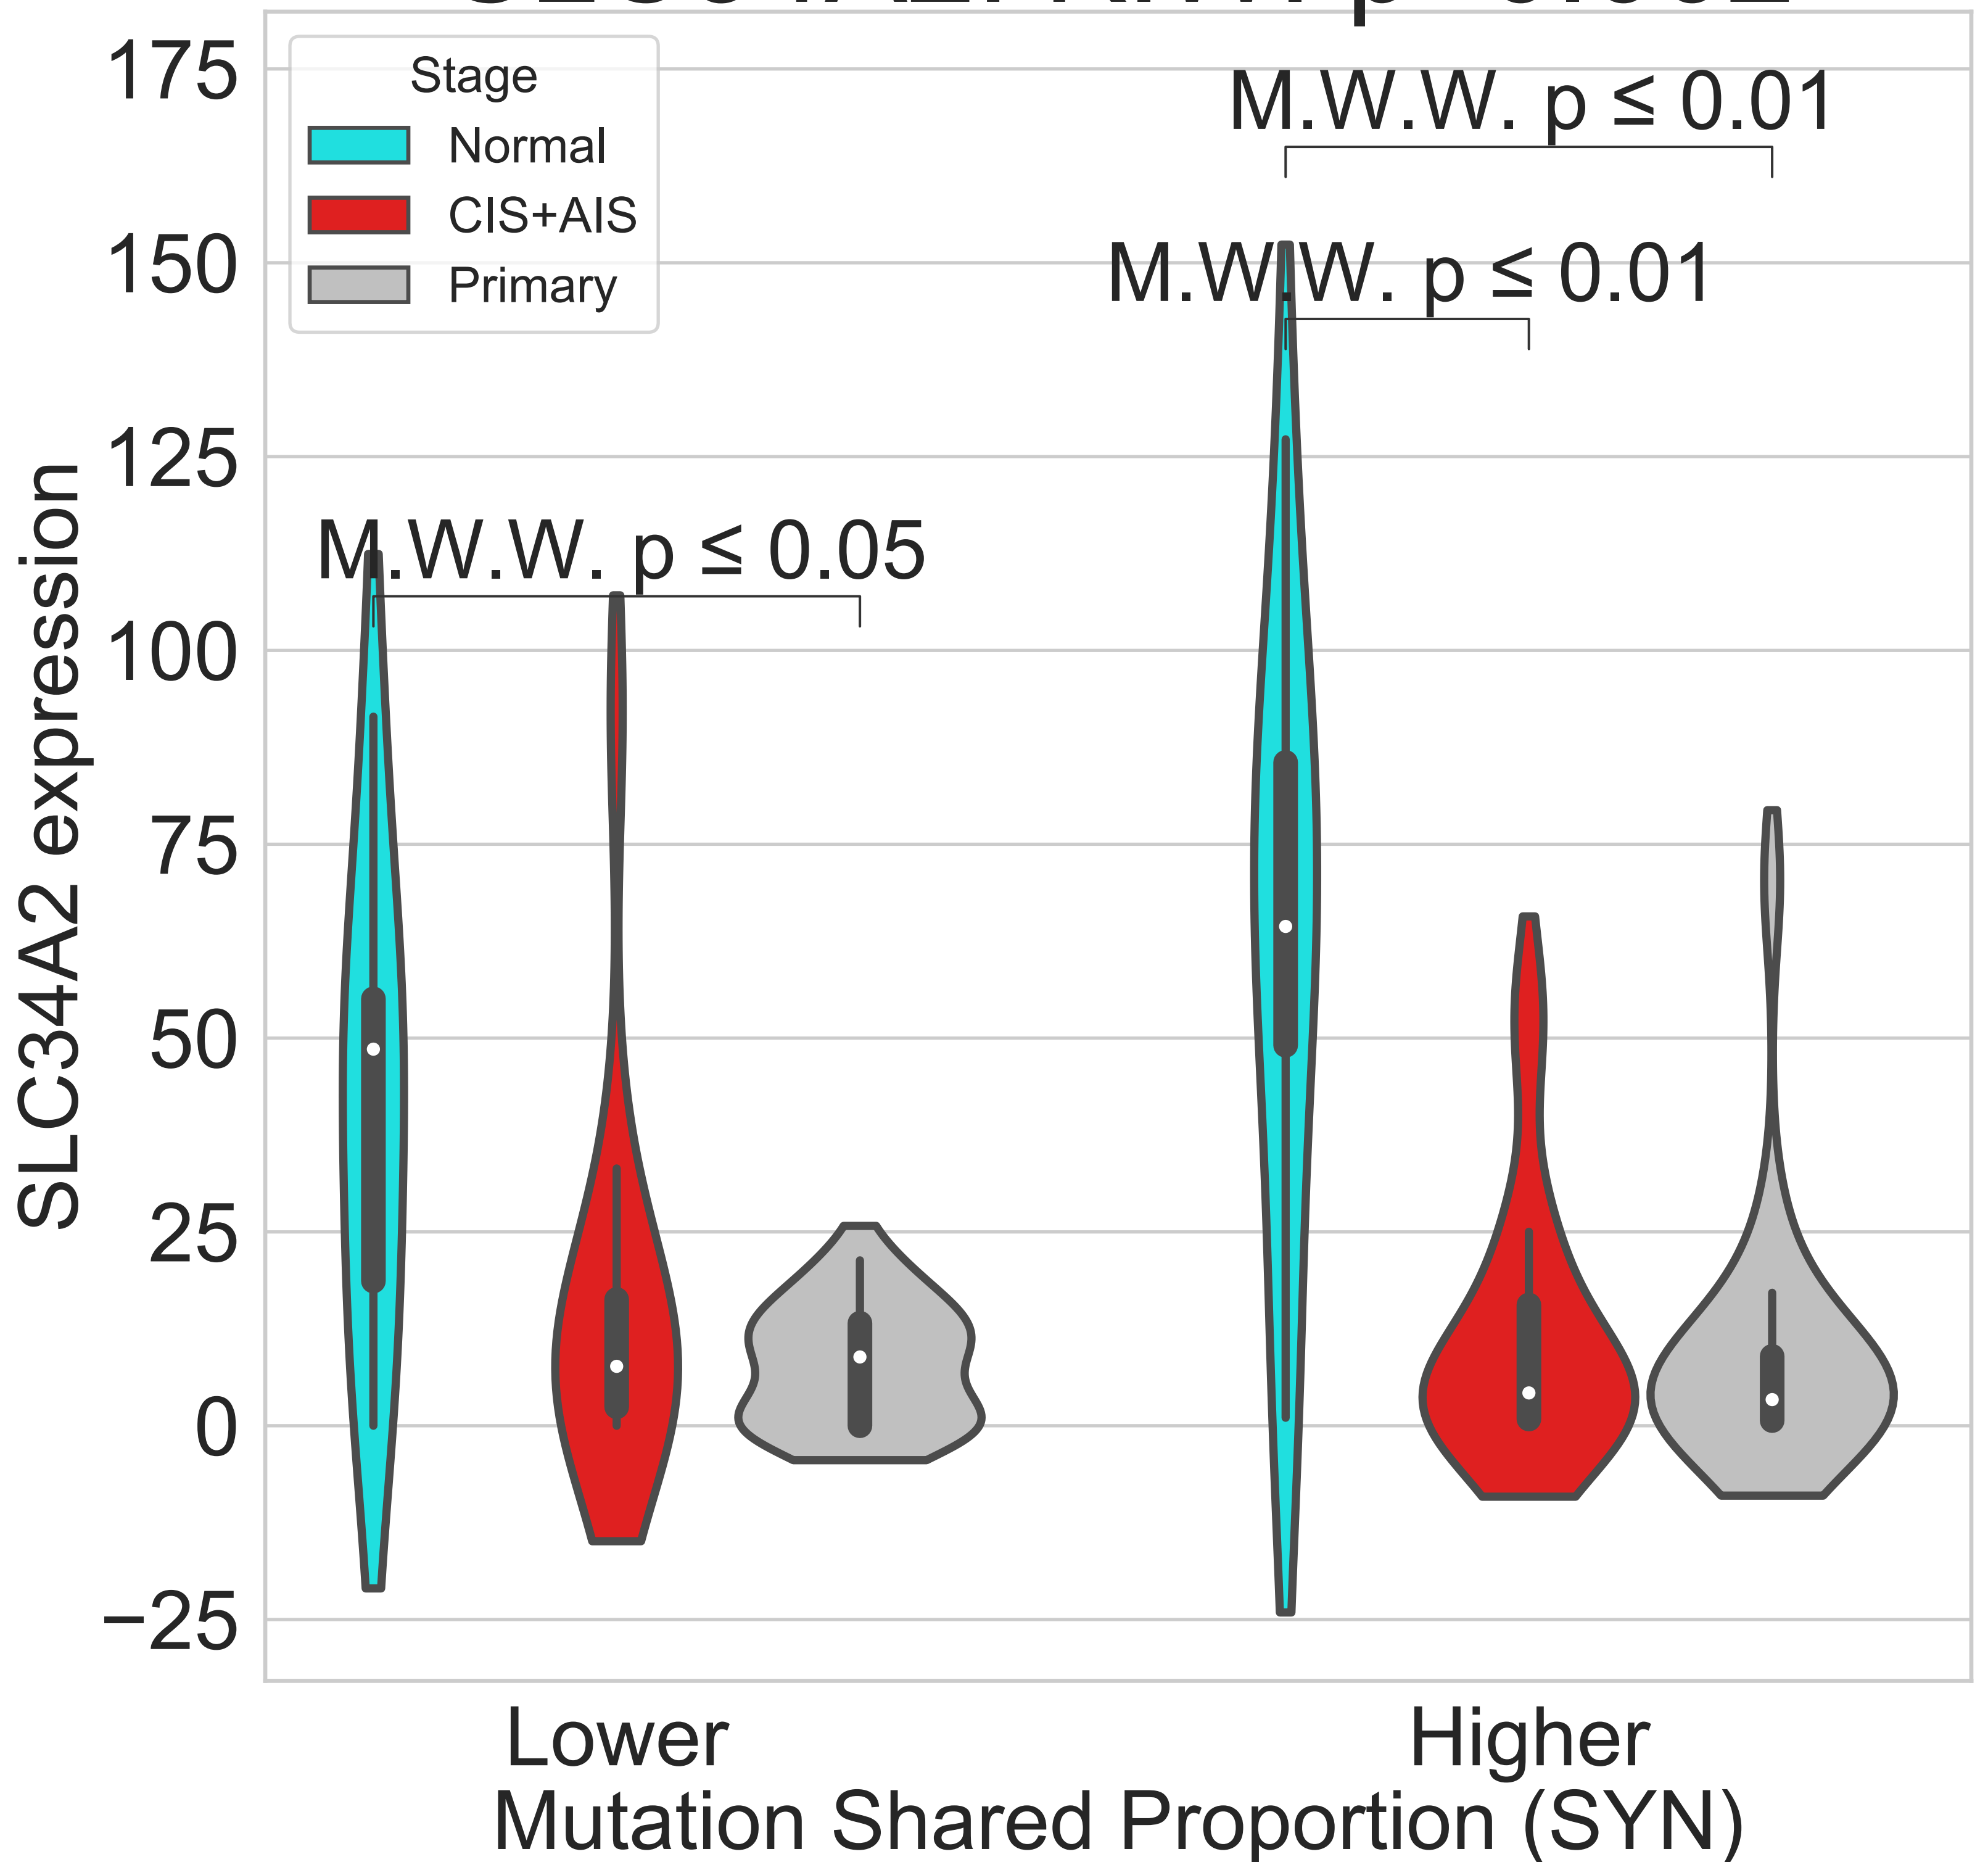 175
150
125
100
75
50
25
0
−25
SLC34A2 expression
Stage
Normal
CIS+AIS
Primary
M.W.W. p ≤ 0.01
M.W.W. p ≤ 0.01
M.W.W. p ≤ 0.05
Lower
Higher
Mutation Shared Proportion (SYN)